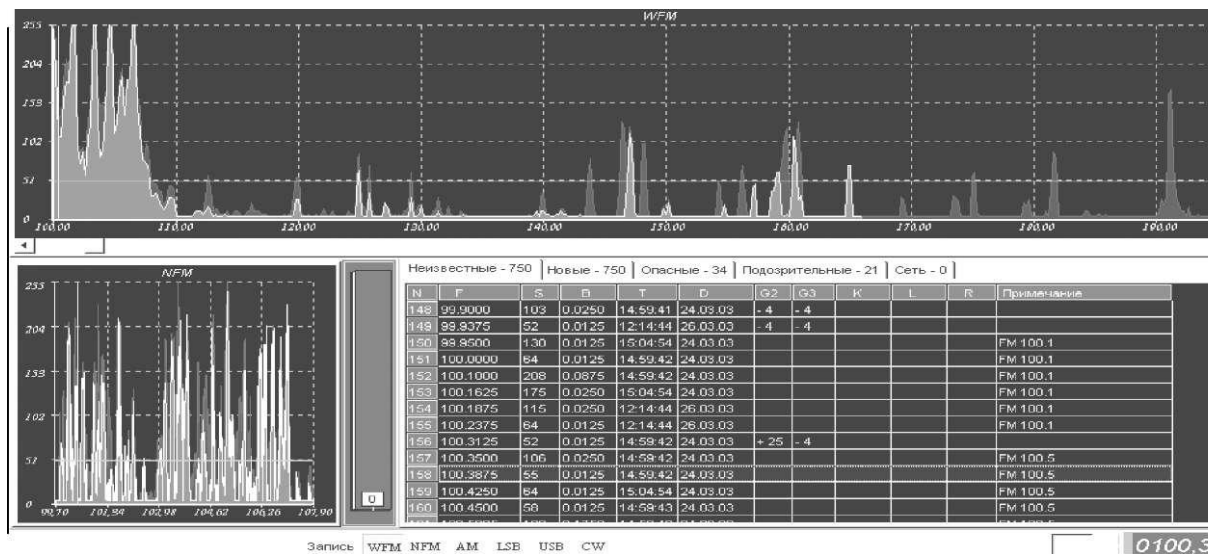 WFM
255
204
153
102
51
0
100,00 110,00 120,00 130,00 140,00 150,00 160,00 170,00 180,00 190,00
NFM
255
204
153
102
51
0
99,70 101,34 102,98 104,62 106,26 107,90
0
Неизвестные - 750 Новые - 750 Опасные - 34 Подозрительные - 21 Сеть - 0
N F S B T D G2 G3 K L R Примечание
148 99.9000 103 0.0250 14:59:41 24.03.03 - 4 - 4
149 99.9375 52 0.0125 12:14:44 26.03.03 - 4 - 4
150 99.9500 130 0.0125 15:04:54 24.03.03 FM 100.1
151 100.0000 64 0.0125 14:59:42 24.03.03 FM 100.1
152 100.1000 208 0.0875 14:59:42 24.03.03 FM 100.1
153 100.1625 175 0.0250 15:04:54 24.03.03 FM 100.1
154 100.1875 115 0.0250 12:14:44 26.03.03 FM 100.1
155 100.2375 64 0.0125 12:14:44 26.03.03 FM 100.1
156 100.3125 52 0.0125 14:59:42 24.03.03 + 25 - 4
157 100.3500 106 0.0250 14:59:42 24.03.03 FM 100.5
158 100.3875 55 0.0125 14:59:42 24.03.03 FM 100.5
159 100.4250 64 0.0125 15:04:54 24.03.03 FM 100.5
160 100.4500 58 0.0125 14:59:43 24.03.03 FM 100.5
Запись WFM NFM AM LSB USB CW
0100,3